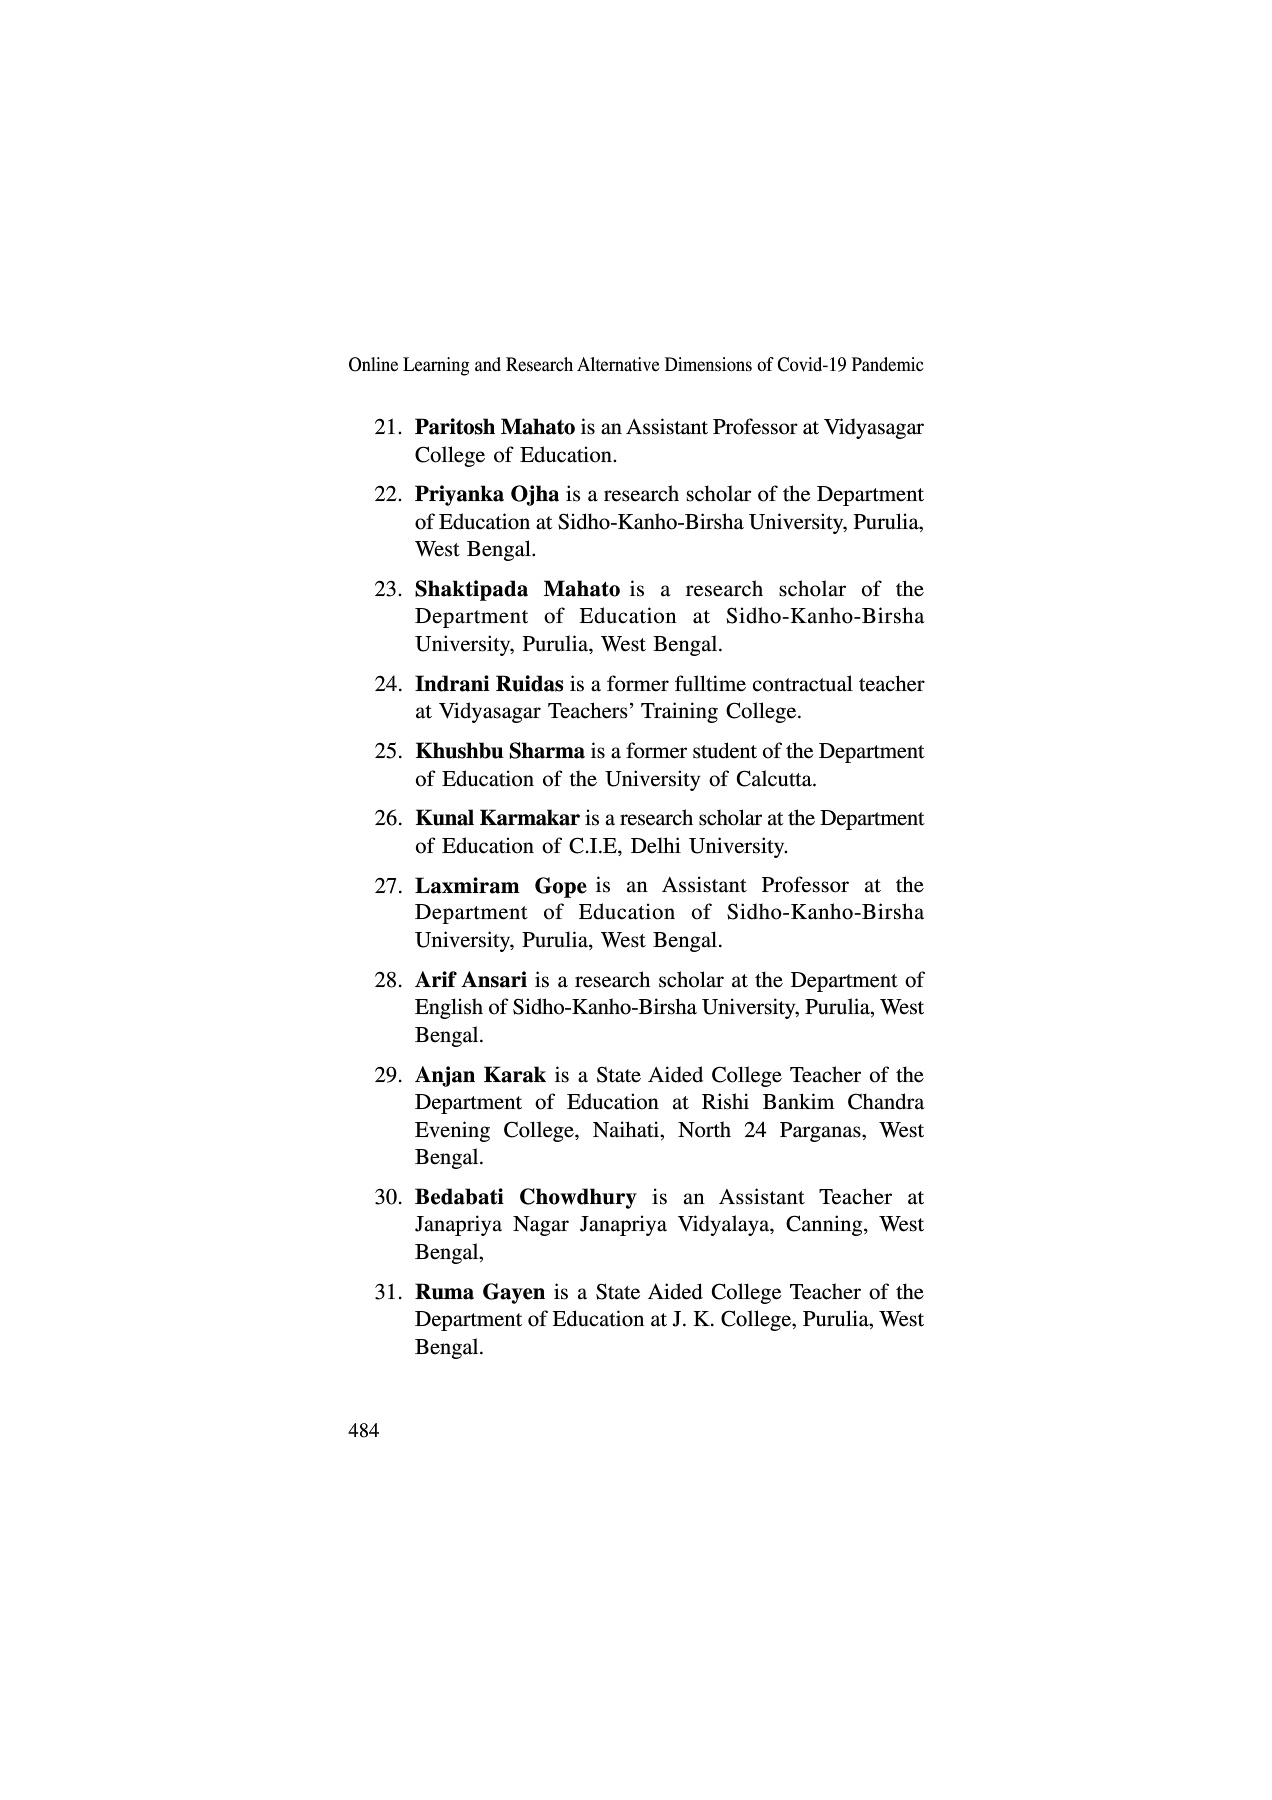 Online Learning and Research Alternative Dimensions of Covid-19 Pandemic
21. Paritosh Mahato is an Assistant Professor at Vidyasagar
College of Education.
22. Priyanka Ojha is a research scholar of the Department
of Education at Sidho-Kanho-Birsha University, Purulia,
West Bengal.
23. Shaktipada Mahato is a research scholar of the
Department of Education at Sidho-Kanho-Birsha
University, Purulia, West Bengal.
24. Indrani Ruidas is a former fulltime contractual teacher
at Vidyasagar Teachers’ Training College.
25. Khushbu Sharma is a former student of the Department
of Education of the University of Calcutta.
26. Kunal Karmakar is a research scholar at the Department
of Education of C.I.E, Delhi University.
27. Laxmiram Gope is an Assistant Professor at the
Department of Education of Sidho-Kanho-Birsha
University, Purulia, West Bengal.
28. Arif Ansari is a research scholar at the Department of
English of Sidho-Kanho-Birsha University, Purulia, West
Bengal.
29. Anjan Karak is a State Aided College Teacher of the
Department of Education at Rishi Bankim Chandra
Evening College, Naihati, North 24 Parganas, West
Bengal.
30. Bedabati Chowdhury is an Assistant Teacher at
Janapriya Nagar Janapriya Vidyalaya, Canning, West
Bengal,
31. Ruma Gayen is a State Aided College Teacher of the
Department of Education at J. K. College, Purulia, West
Bengal.
484